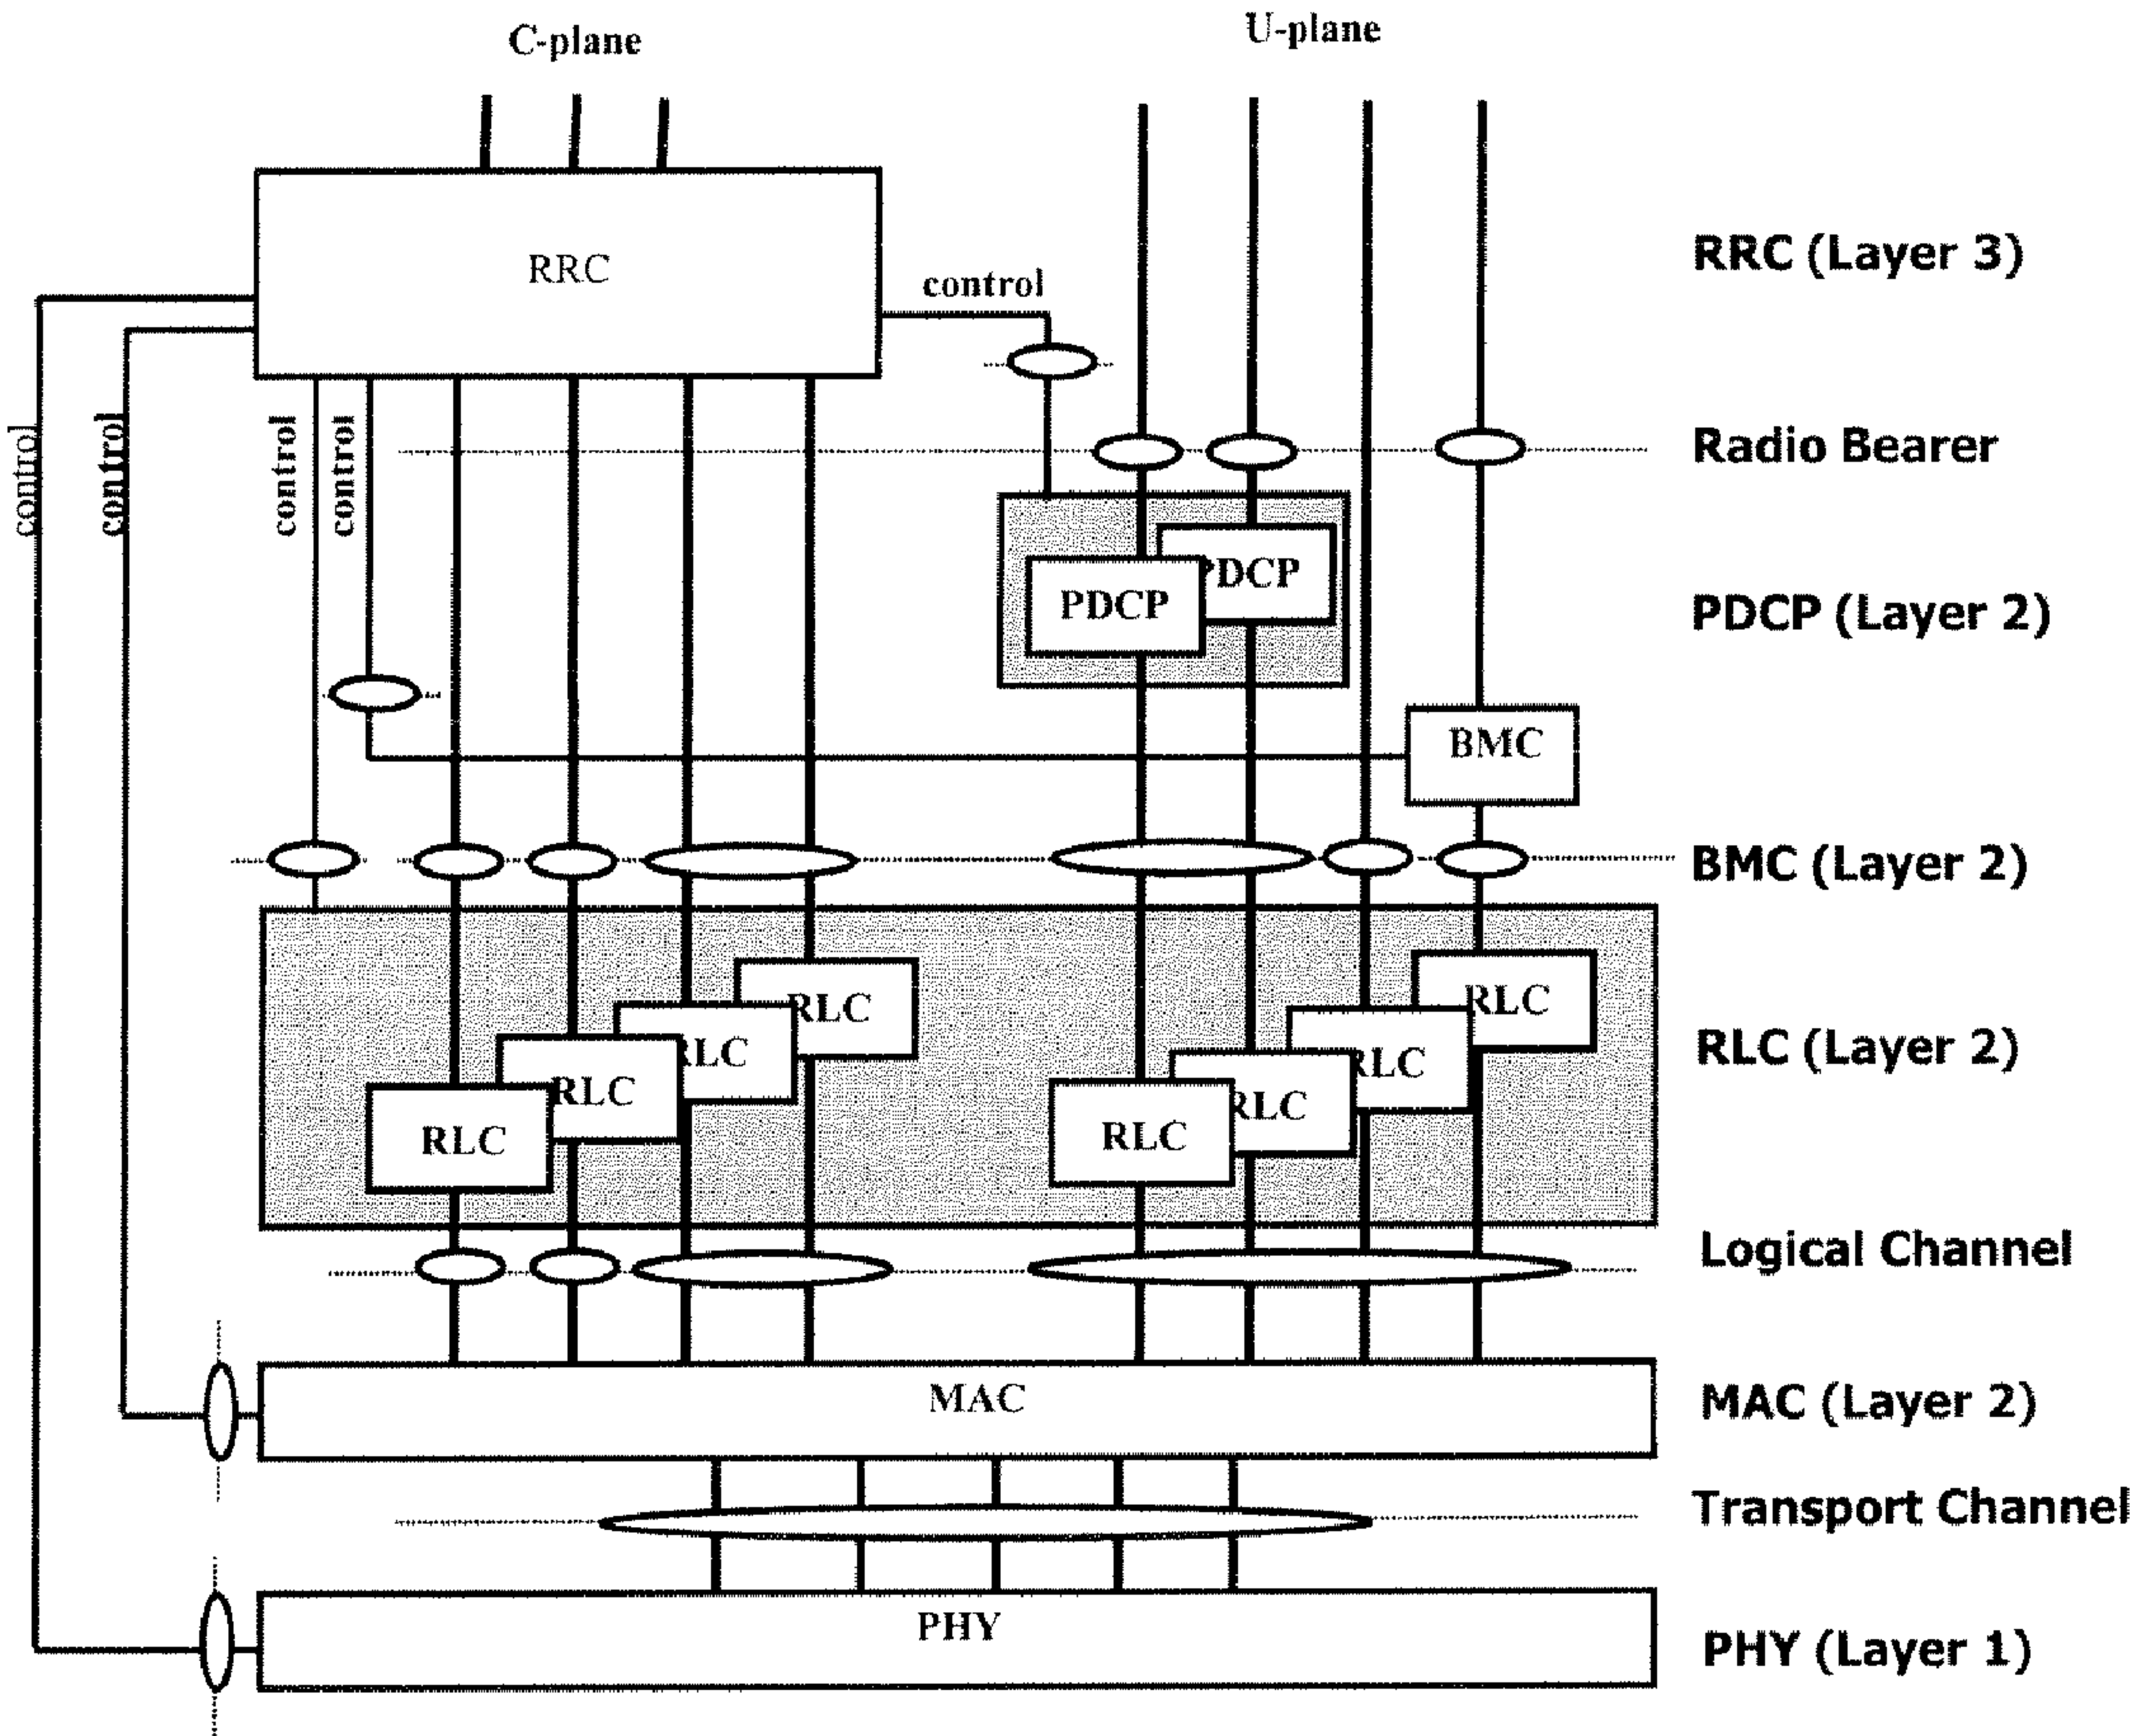 C-plane
U-plane
RRC
RRC (Layer 3)
control
control
control
control
control
Radio Bearer
PDCP
PDCP
PDCP (Layer 2)
BMC
BMC (Layer 2)
RLC
RLC
RLC
RLC
RLC
RLC
RLC
RLC
RLC (Layer 2)
Logical Channel
MAC
MAC (Layer 2)
Transport Channel
PHY
PHY (Layer 1)